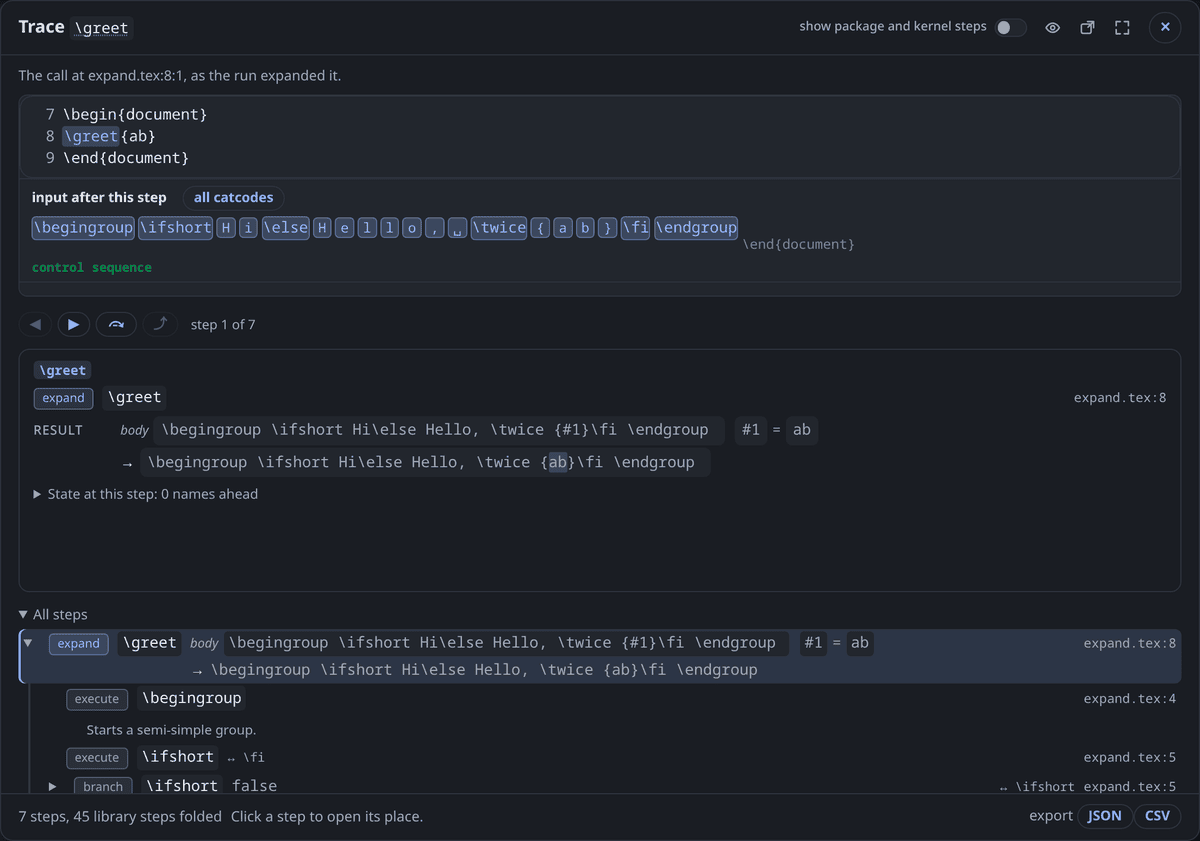 Trace \greet show package and kernel steps
The call at expand.tex:8:1, as the run expanded it.
7 \begin{document}
8 \greet{ab}
9 \end{document}
input after this step all catcodes
\begingroup \ifshort H i \else H e l l o , ␣ \twice { a b } \fi \endgroup \end{document}
control sequence
step 1 of 7
\greet
expand \greet expand.tex:8
RESULT body \begingroup \ifshort Hi\else Hello, \twice {#1}\fi \endgroup #1 = ab
→ \begingroup \ifshort Hi\else Hello, \twice {ab}\fi \endgroup
▶ State at this step: 0 names ahead
▼ All steps
▼ expand \greet body \begingroup \ifshort Hi\else Hello, \twice {#1}\fi \endgroup #1 = ab expand.tex:8
→ \begingroup \ifshort Hi\else Hello, \twice {ab}\fi \endgroup
execute \begingroup expand.tex:4
Starts a semi-simple group.
execute \ifshort ↔ \fi expand.tex:5
▶ branch \ifshort false ↔ \ifshort expand.tex:5
7 steps, 45 library steps folded Click a step to open its place. export JSON CSV